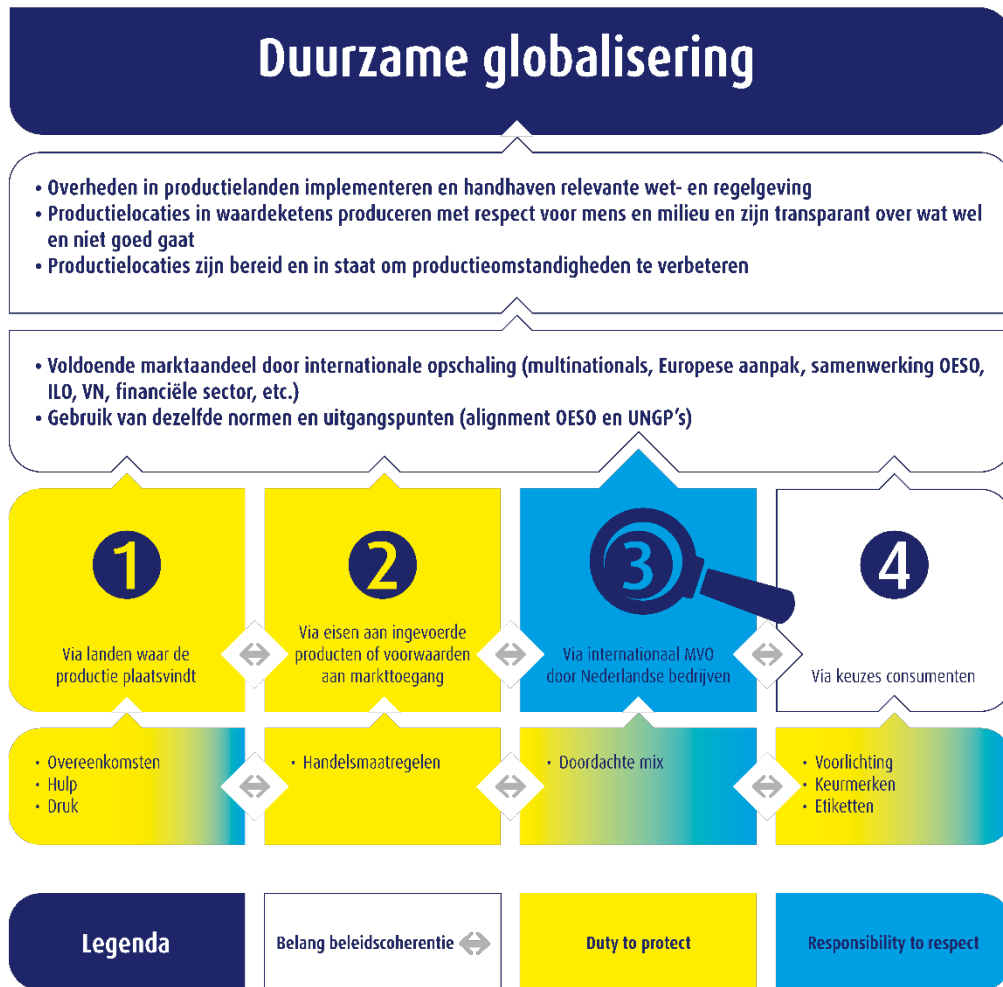 Duurzame globalisering
• Overheden in productielanden implementeren en handhaven relevante wet- en regelgeving
• Productielocaties in waardeketens produceren met respect voor mens en milieu en zijn transparant over wat wel
en niet goed gaat
• Productielocaties zijn bereid en in staat om productieomstandigheden te verbeteren
• Voldoende marktaandeel door internationale opschaling (multinationals, Europese aanpak, samenwerking OESO,
ILO, VN, financiële sector, etc.)
• Gebruik van dezelfde normen en uitgangspunten (alignment OESO en UNGP's)
1
Via landen waar de
productie plaatsvindt
2
Via eisen aan ingevoerde
producten of voorwaarden
aan markttoegang
3
Via internationaal MVO
door Nederlandse bedrijven
4
Via keuzes consumenten
• Overeenkomsten
• Hulp
• Druk
• Handelsmaatregelen
• Doordachte mix
• Voorlichting
• Keurmerken
• Etiketten
Legenda
Belang beleidscoherentie
Duty to protect
Responsibility to respect